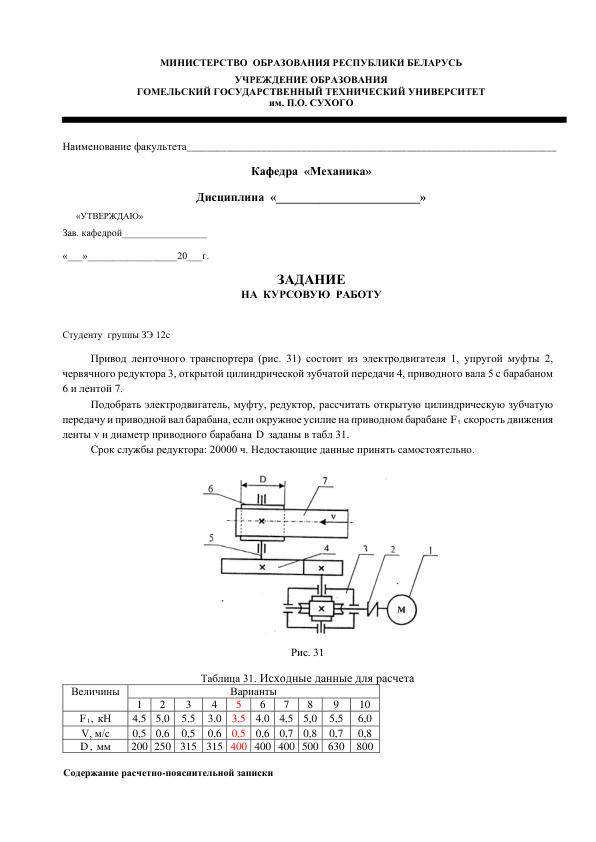 МИНИСТЕРСТВО ОБРАЗОВАНИЯ РЕСПУБЛИКИ БЕЛАРУСЬ
УЧРЕЖДЕНИЕ ОБРАЗОВАНИЯ
ГОМЕЛЬСКИЙ ГОСУДАРСТВЕННЫЙ ТЕХНИЧЕСКИЙ УНИВЕРСИТЕТ
им. П.О. СУХОГО
Наименование факультета____________________
Кафедра «Механика»
Дисциплина «____________________»
«УТВЕРЖДАЮ»
Зав. кафедрой__________________
«___»__________________20___г.
ЗАДАНИЕ
НА КУРСОВУЮ РАБОТУ
Студенту группы ЗЭ 12с
Привод ленточного транспортера (рис. 31) состоит из электродвигателя 1, упругой муфты 2,
червячного редуктора 3, открытой цилиндрической зубчатой передачи 4, приводного вала 5 с барабаном
6 и лентой 7.
Подобрать электродвигатель, муфту, редуктор, рассчитать открытую цилиндрическую зубчатую
передачу и приводной вал барабана, если окружное усилие на приводном барабане F t скорость движения
ленты v и диаметр приводного барабана D заданы в табл 31.
Срок службы редуктора: 20000 ч. Недостающие данные принять самостоятельно.
D
6
7
v
5
4
3
2
1
М
Рис. 31
Таблица 31. Исходные данные для расчета
Величины Варианты
1 2 3 4 5 6 7 8 9 10
F t, кН 4,5 5,0 5,5 3,0 3,5 4,0 4,5 5,0 5,5 6,0
V, м/с 0,5 0,6 0,5 0,6 0,5 0,6 0,7 0,8 0,7 0,8
D, мм 200 250 315 315 400 400 400 500 630 800
Содержание расчетно-пояснительной записки